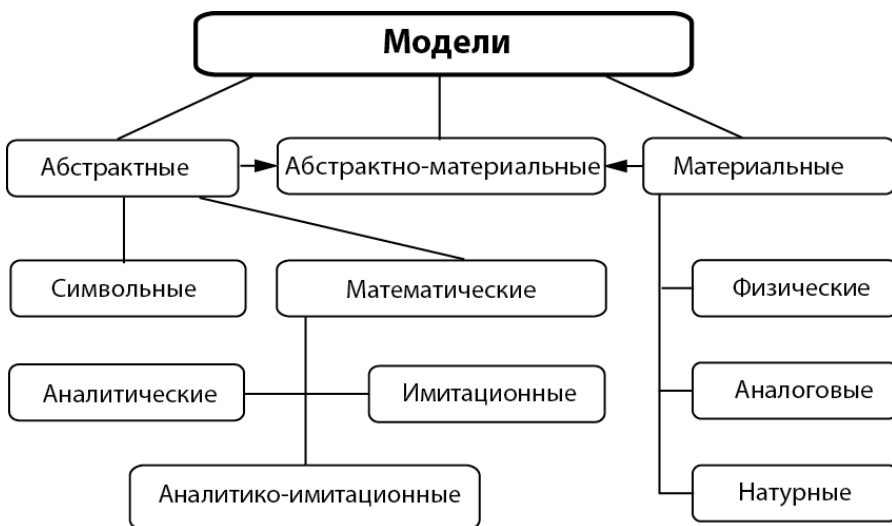 Модели
Абстрактные
Абстрактно-материальные
Материальные
Символьные
Математические
Физические
Аналитические
Имитационные
Аналоговые
Аналитико-имитационные
Натурные